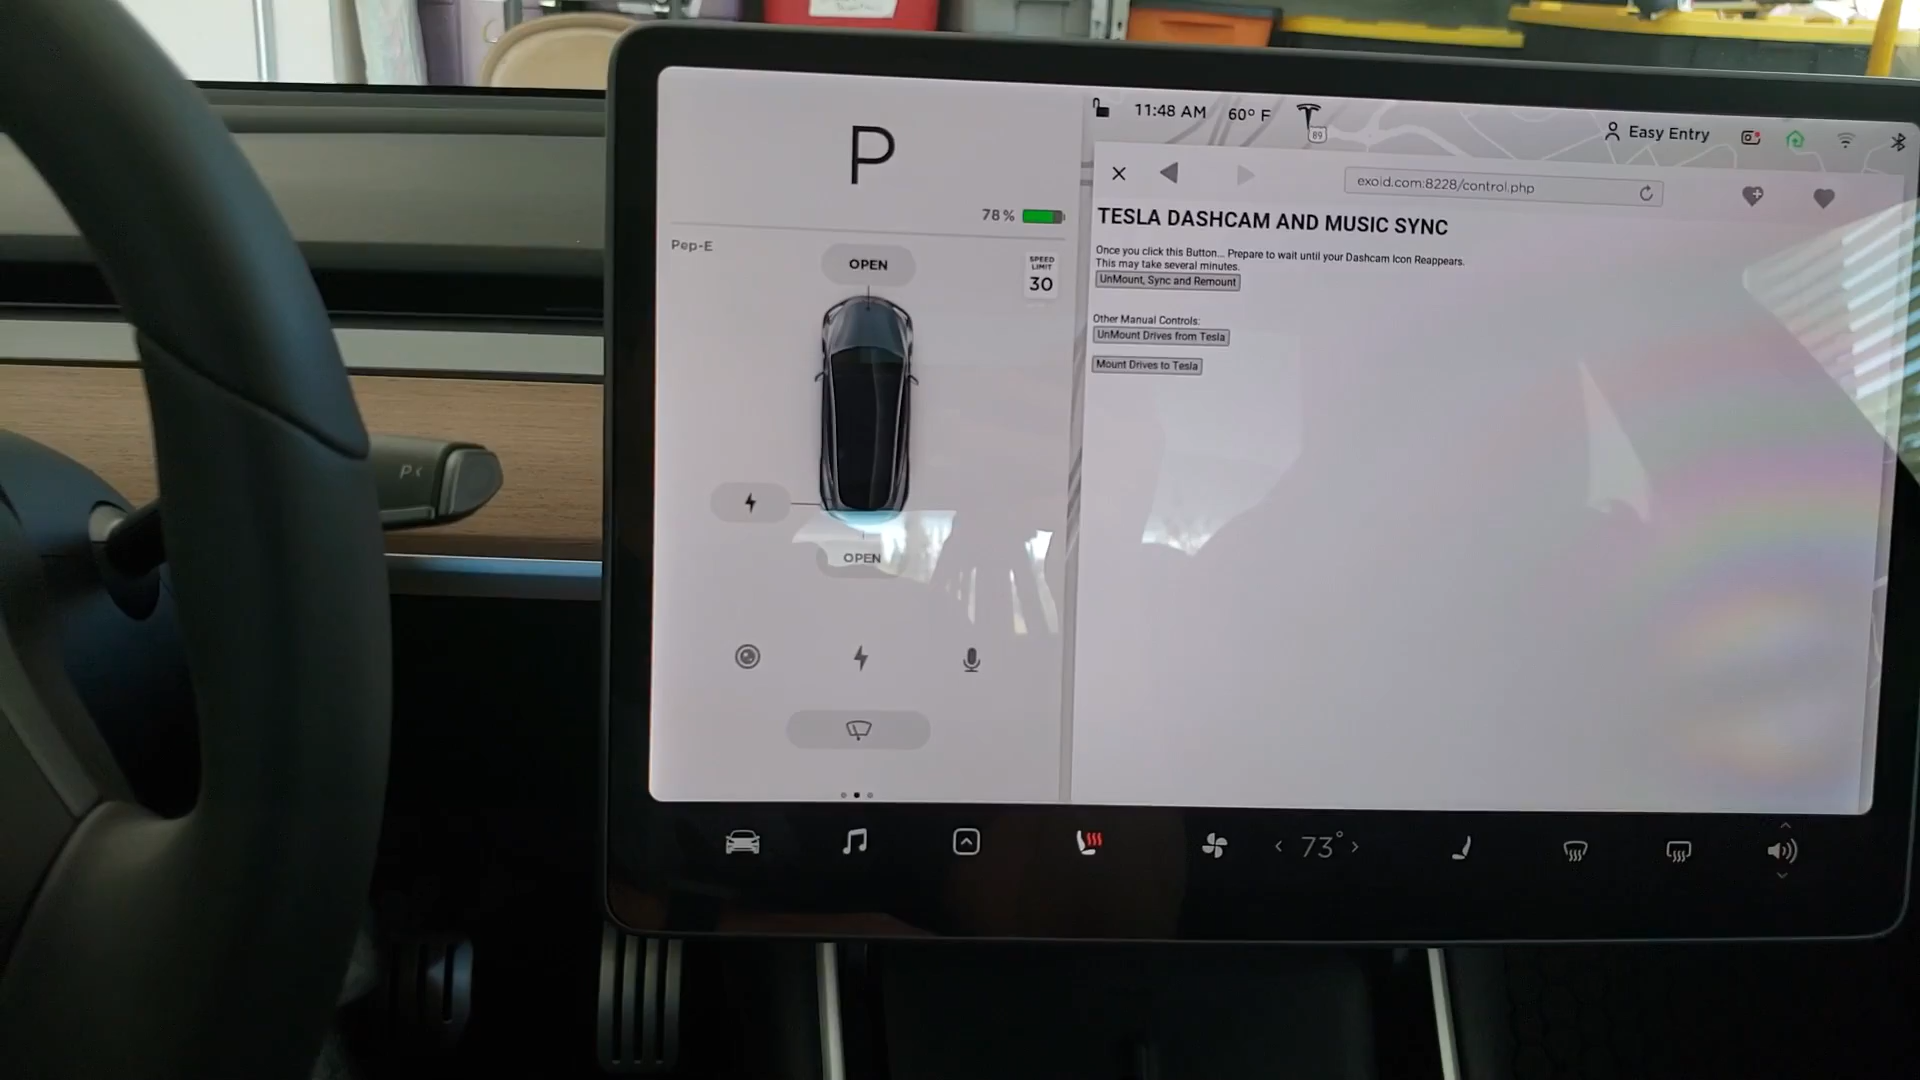 P
78%
Pep-E
OPEN
SPEED
LIMIT
30
OPEN
11:48 AM 60° F
89
Easy Entry
exoid.com:8228/control.php
TESLA DASHCAM AND MUSIC SYNC
Once you click this Button... Prepare to wait until your Dashcam Icon Reappears.
This may take several minutes.
UnMount, Sync and Remount
Other Manual Controls:
UnMount Drives from Tesla
Mount Drives to Tesla
73°
P